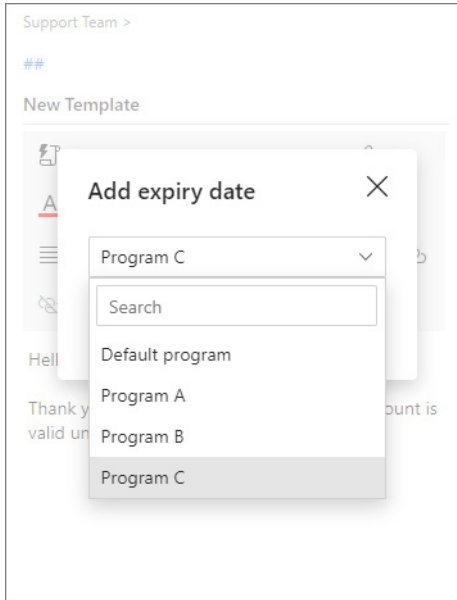 Support Team >
##
New Template
A
Add expiry date
Program C
Search
Hell
Default program
Program A
Thank y
ount is
Program B
valid un
Program C